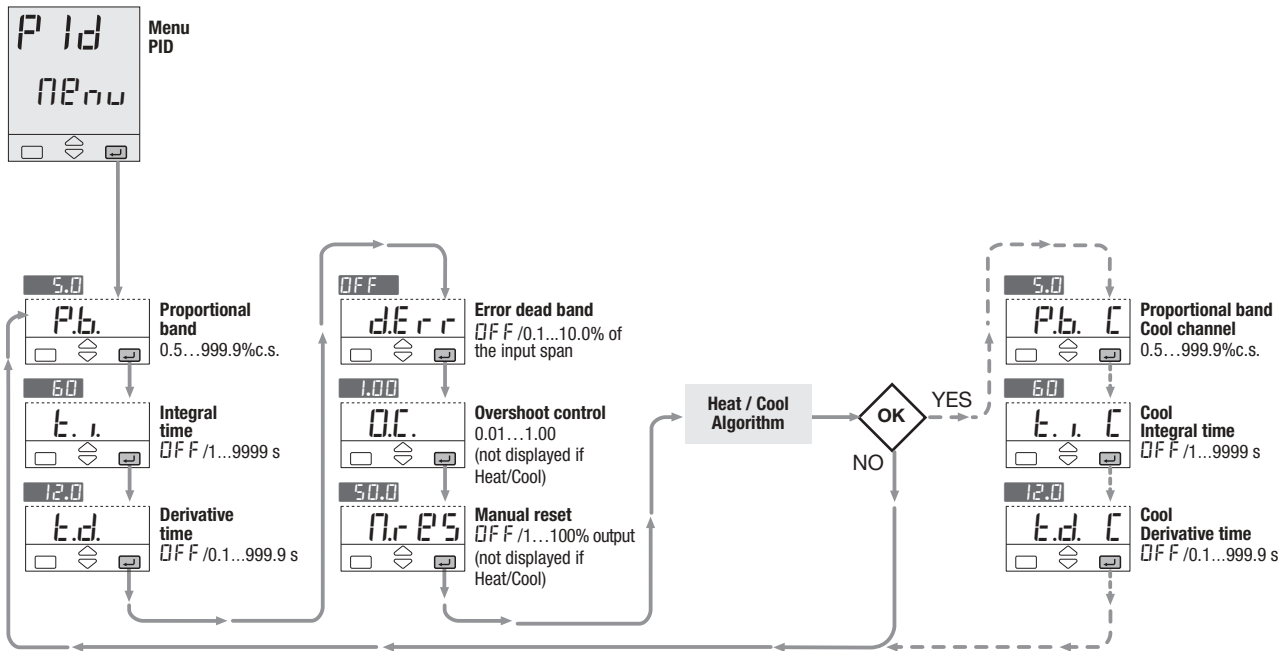 PId
Menu
Menu
PID
5.0
P.b.
Proportional
band
0.5...999.9%c.s.
60
t.i.
Integral
time
OFF/1...9999 s
12.0
t.d.
Derivative
time
OFF/0.1...999.9 s
OFF
d.Err
Error dead band
OFF/0.1...10.0% of
the input span
1.00
O.C.
Overshoot control
0.01...1.00
(not displayed if
Heat/Cool)
50.0
M.rES
Manual reset
OFF/1...100% output
(not displayed if
Heat/Cool)
Heat / Cool
Algorithm
OK
YES
NO
5.0
P.b. C
Proportional band
Cool channel
0.5...999.9%c.s.
60
t.i. C
Cool
Integral time
OFF/1...9999 s
12.0
t.d. C
Cool
Derivative time
OFF/0.1...999.9 s